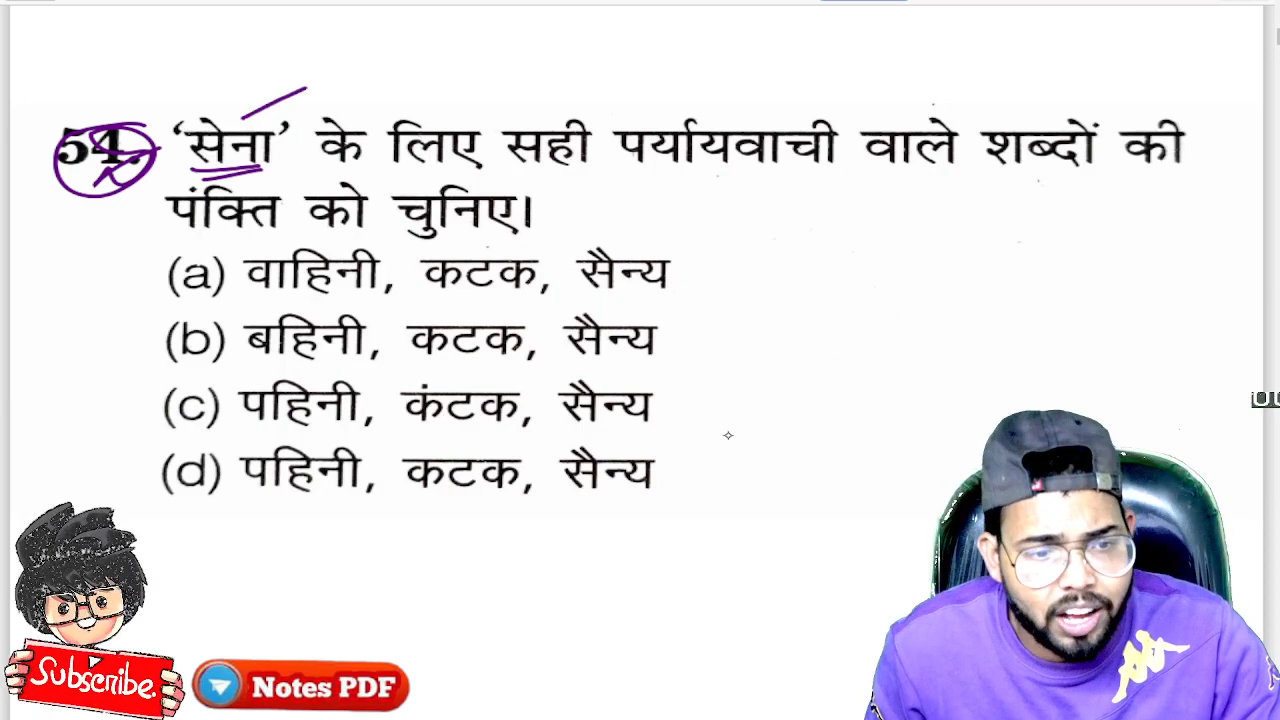 54. ‘सेना’ के लिए सही पर्यायवाची वाले शब्दों की
पंक्ति को चुनिए।
(a) वाहिनी, कटक, सैन्य
(b) बहिनी, कटक, सैन्य
(c) पहिनी, कंटक, सैन्य
(d) पहिनी, कटक, सैन्य
Subscribe.
Notes PDF